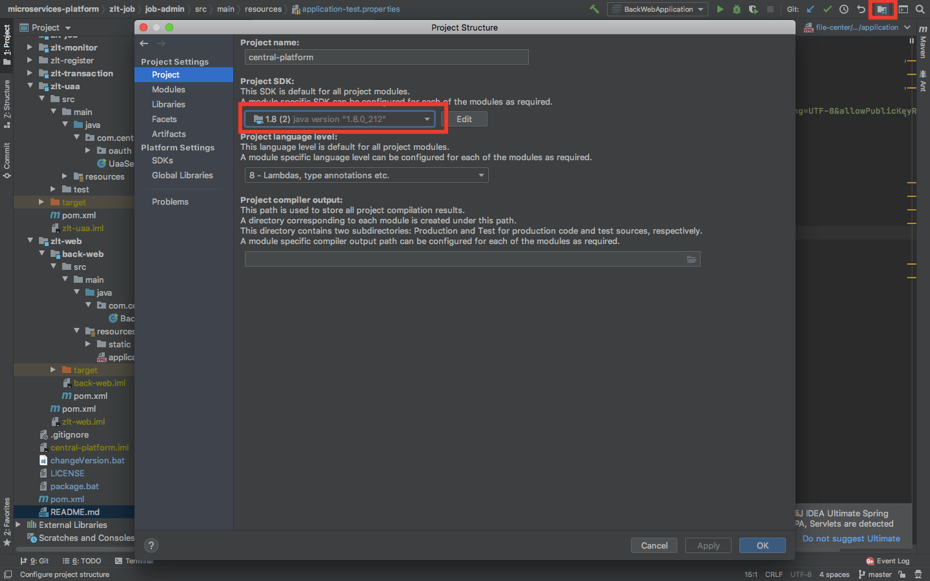 microservices-platform › zlt-job › job-admin › src › main › resources › application-test.properties
BackWebApplication
Git:
Project
file-center/.../application
1: Project
Z: Structure
Commit
2: Favorites
Maven
Ant
zlt-monitor
zlt-register
zlt-transaction
zlt-uaa
src
main
java
com.cent
oauth
UaaSe
resources
test
target
pom.xml
zlt-uaa.iml
zlt-web
back-web
src
main
java
com.ce
Bac
resources
static
applica
target
back-web.iml
pom.xml
pom.xml
zlt-web.iml
.gitignore
central-platform.iml
changeVersion.bat
LICENSE
package.bat
pom.xml
README.md
External Libraries
Scratches and Consoles
Project Structure
Project Settings
Project
Modules
Libraries
Facets
Artifacts
Platform Settings
SDKs
Global Libraries
Problems
Project name:
central-platform
Project SDK:
This SDK is default for all project modules.
A module specific SDK can be configured for each of the modules as required.
1.8 (2) java version "1.8.0_212"
Edit
Project language level:
This language level is default for all project modules.
A module specific language level can be configured for each of the modules as required.
8 - Lambdas, type annotations etc.
Project compiler output:
This path is used to store all project compilation results.
A directory corresponding to each module is created under this path.
This directory contains two subdirectories: Production and Test for production code and test sources, respectively.
A module specific compiler output path can be configured for each of the modules as required.
?
Cancel
Apply
OK
ng=UTF-8&allowPublicKeyR
IJ IDEA Ultimate Spring
PA, Servlets are detected
Do not suggest Ultimate
9: Git
6: TODO
Terminal
Event Log
Configure project structure
15:1
CRLF
UTF-8
4 spaces
master